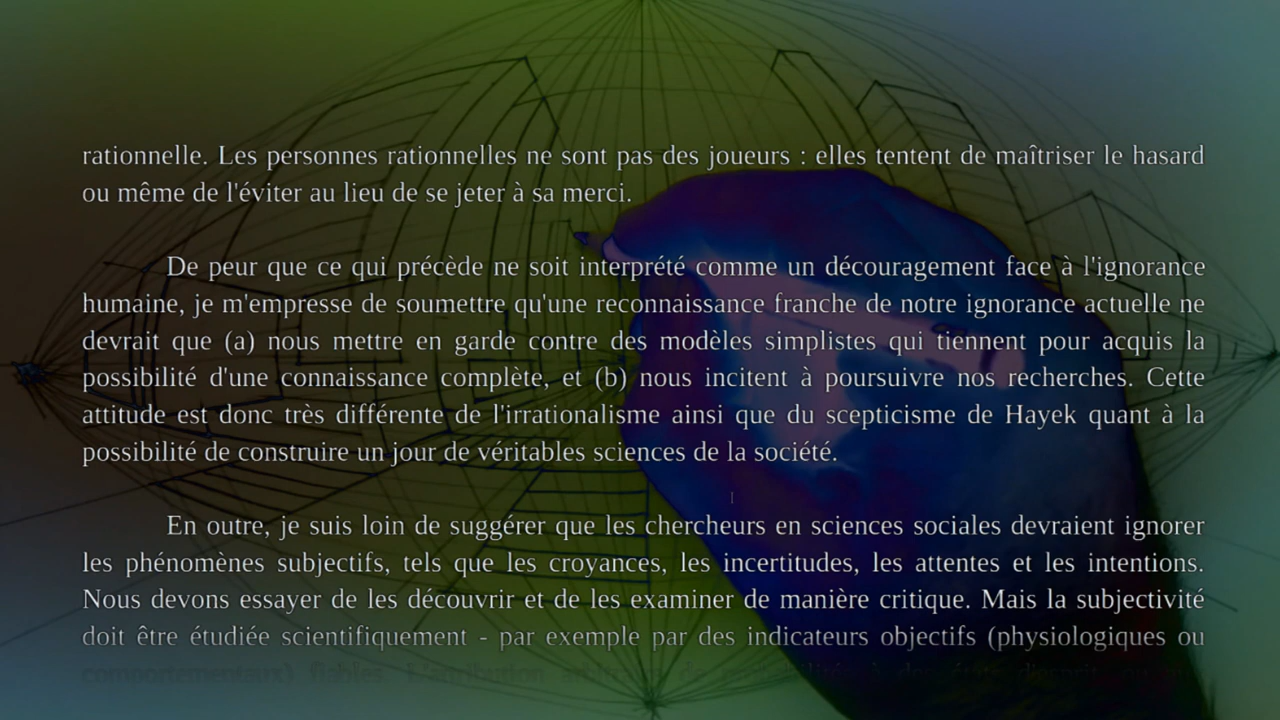 rationnelle. Les personnes rationnelles ne sont pas des joueurs : elles tentent de maîtriser le hasard
ou même de l'éviter au lieu de se jeter à sa merci.
De peur que ce qui précède ne soit interprété comme un découragement face à l'ignorance
humaine, je m'empresse de soumettre qu'une reconnaissance franche de notre ignorance actuelle ne
devrait que (a) nous mettre en garde contre des modèles simplistes qui tiennent pour acquis la
possibilité d'une connaissance complète, et (b) nous incitent à poursuivre nos recherches. Cette
attitude est donc très différente de l'irrationalisme ainsi que du scepticisme de Hayek quant à la
possibilité de construire un jour de véritables sciences de la société.
En outre, je suis loin de suggérer que les chercheurs en sciences sociales devraient ignorer
les phénomènes subjectifs, tels que les croyances, les incertitudes, les attentes et les intentions.
Nous devons essayer de les découvrir et de les examiner de manière critique. Mais la subjectivité
doit être étudiée scientifiquement - par exemple par des indicateurs objectifs (physiologiques ou
comportementaux) fiables. L'attribution